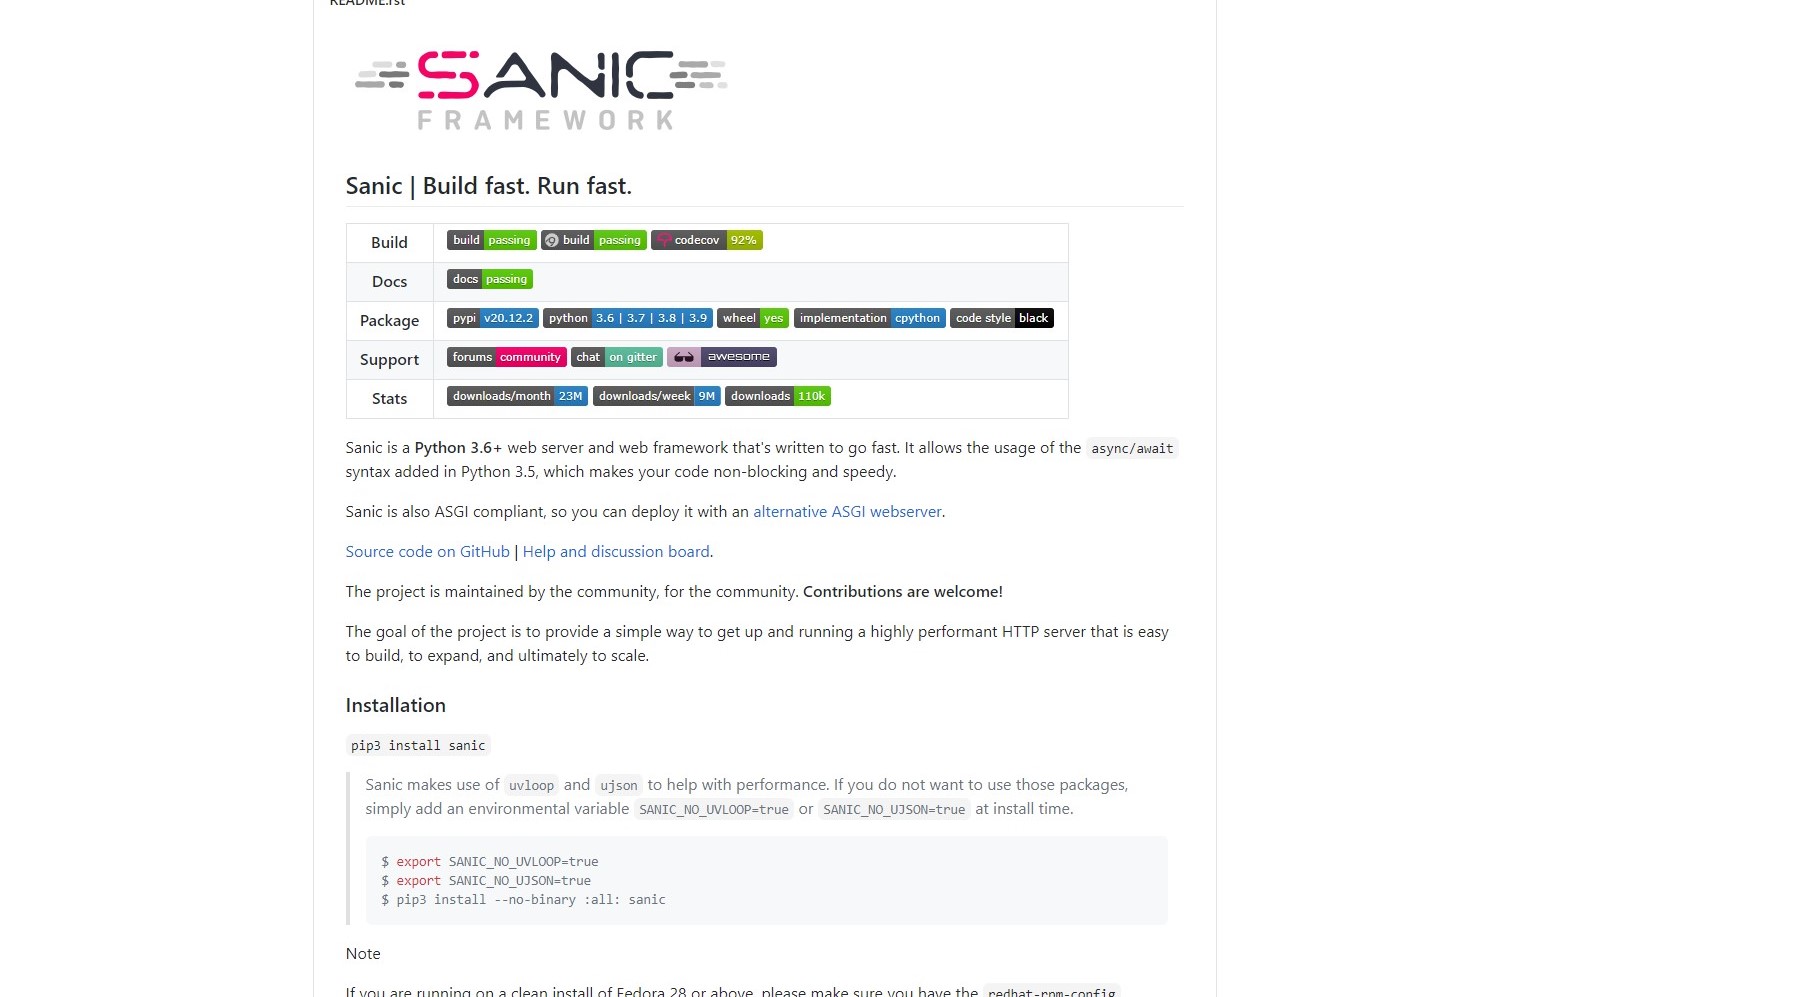 README.rst
SANIC
FRAMEWORK
Sanic | Build fast. Run fast.
Build build passing build passing codecov 92%
Docs docs passing
Package pypi v20.12.2 python 3.6 | 3.7 | 3.8 | 3.9 wheel yes implementation cpython code style black
Support forums community chat on gitter awesome
Stats downloads/month 23M downloads/week 9M downloads 110k
Sanic is a Python 3.6+ web server and web framework that's written to go fast. It allows the usage of the async/await
syntax added in Python 3.5, which makes your code non-blocking and speedy.
Sanic is also ASGI compliant, so you can deploy it with an alternative ASGI webserver.
Source code on GitHub | Help and discussion board.
The project is maintained by the community, for the community. Contributions are welcome!
The goal of the project is to provide a simple way to get up and running a highly performant HTTP server that is easy
to build, to expand, and ultimately to scale.
Installation
pip3 install sanic
Sanic makes use of uvloop and ujson to help with performance. If you do not want to use those packages,
simply add an environmental variable SANIC_NO_UVLOOP=true or SANIC_NO_UJSON=true at install time.
$ export SANIC_NO_UVLOOP=true
$ export SANIC_NO_UJSON=true
$ pip3 install --no-binary :all: sanic
Note
If you are running on a clean install of Fedora 28 or above, please make sure you have the redhat-rpm-config